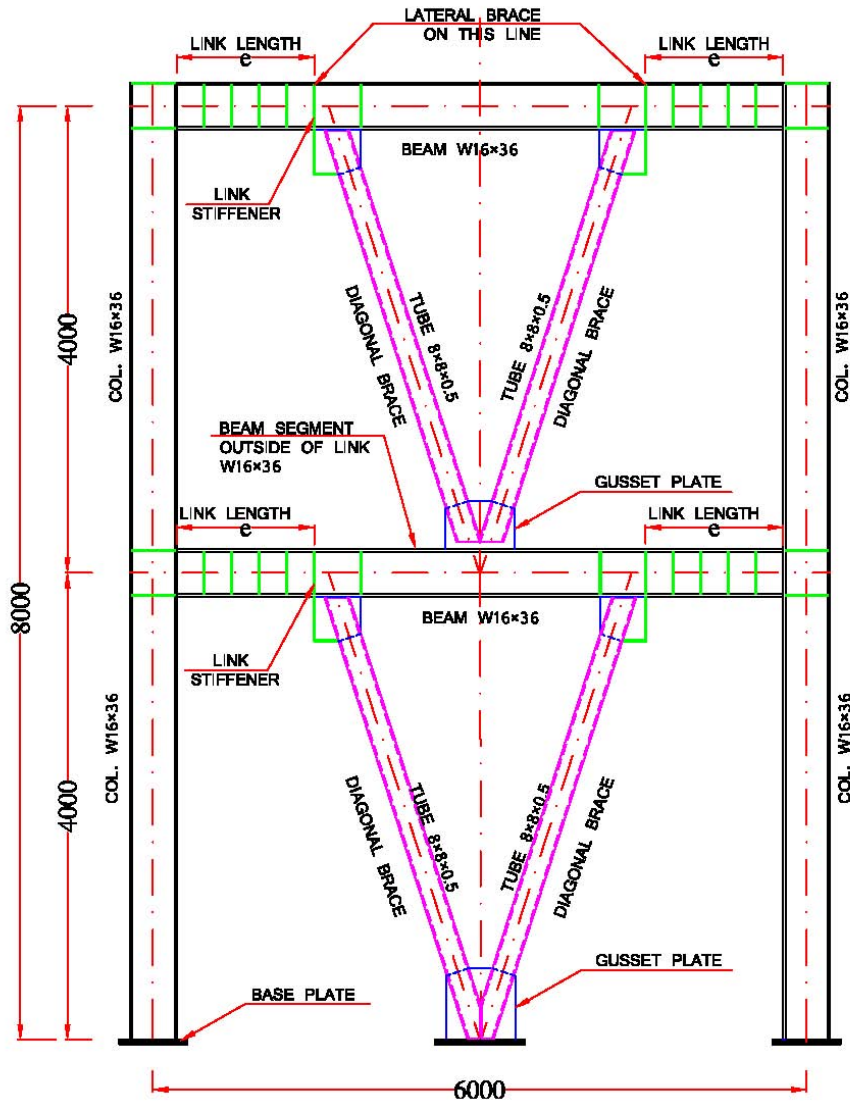 LATERAL BRACE
ON THIS LINE
LINK LENGTH
e
LINK LENGTH
e
BEAM W16×36
LINK
STIFFENER
COL. W16×36
4000
DIAGONAL BRACE
TUBE 8×8×0.5
TUBE 8×8×0.5
DIAGONAL BRACE
COL. W16×36
BEAM SEGMENT
OUTSIDE OF LINK
W16×36
GUSSET PLATE
LINK LENGTH
e
LINK LENGTH
e
8000
BEAM W16×36
LINK
STIFFENER
COL. W16×36
4000
DIAGONAL BRACE
TUBE 8×8×0.5
TUBE 8×8×0.5
DIAGONAL BRACE
COL. W16×36
GUSSET PLATE
BASE PLATE
6000